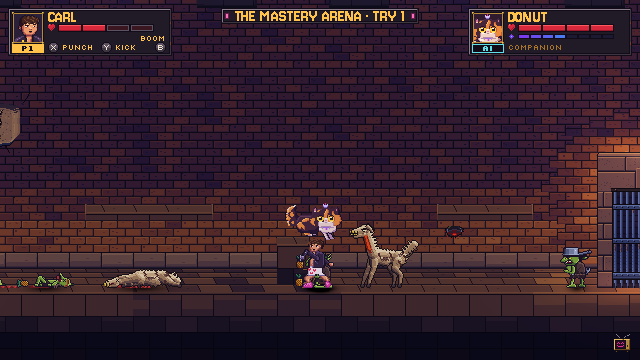 CARL
THE MASTERY ARENA · TRY 1
DONUT
BOOM
P1
X PUNCH
Y KICK
B
AI
COMPANION